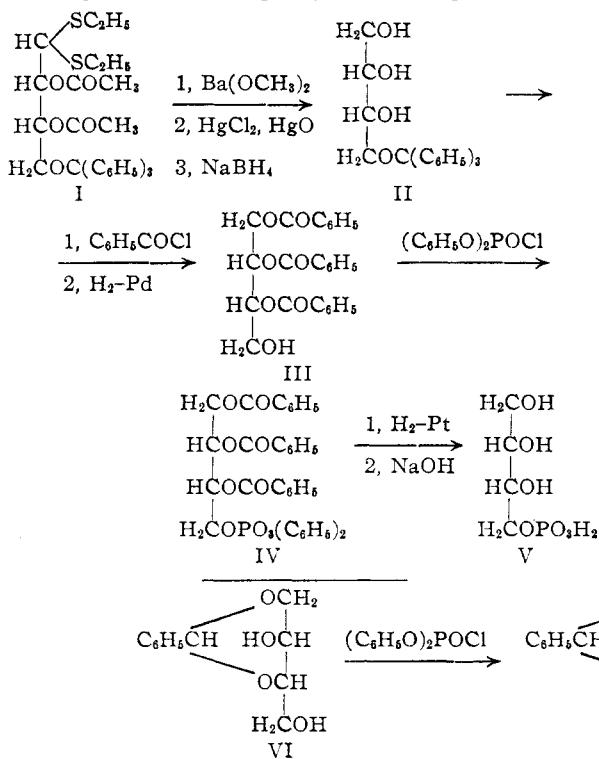 SC₂H₅
HC
SC₂H₅
HCOCOCH₃
HCOCOCH₃
H₂COC(C₆H₅)₃
I
1, Ba(OCH₃)₂
2, HgCl₂, HgO
3, NaBH₄
H₂COH
HCOH
HCOH
H₂COC(C₆H₅)₃
II
1, C₆H₅COCl
2, H₂–Pd
H₂COCOC₆H₅
HCOCOC₆H₅
HCOCOC₆H₅
H₂COH
III
(C₆H₅O)₂POCl
H₂COCOC₆H₅
HCOCOC₆H₅
HCOCOC₆H₅
H₂COPO₃(C₆H₅)₂
IV
1, H₂–Pt
2, NaOH
H₂COH
HCOH
HCOH
H₂COPO₃H₂
V
OCH₂
C₆H₅CH HOCH
OCH
H₂COH
VI
(C₆H₅O)₂POCl
C₆H₅CH